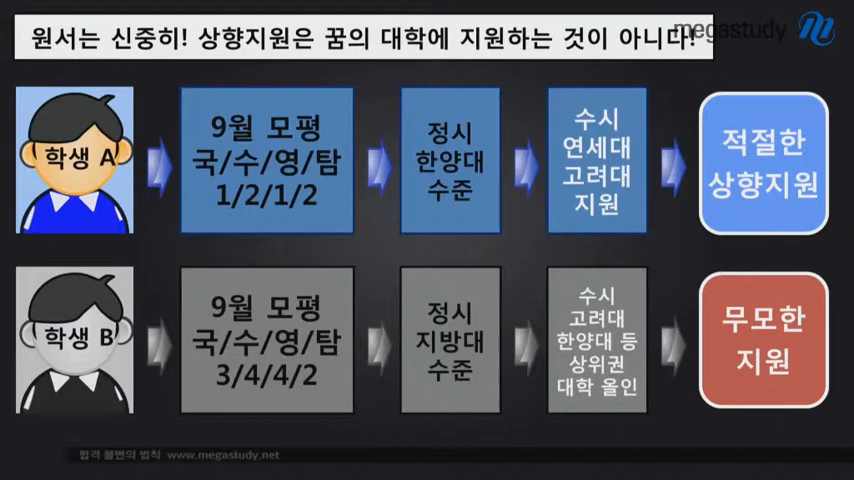 원서는 신중히! 상향지원은 꿈의 대학에 지원하는 것이 아니다!
megastudy
학생 A
9월 모평
국/수/영/탐
1/2/1/2
정시
한양대
수준
수시
연세대
고려대
지원
적절한
상향지원
학생 B
9월 모평
국/수/영/탐
3/4/4/2
정시
지방대
수준
수시
고려대
한양대 등
상위권
대학 올인
무모한
지원
합격 불변의 법칙 www.megastudy.net